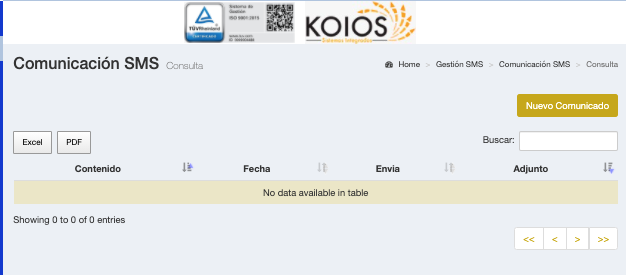 TÜVRheinland
Sistema de
Gestión
ISO 9001:2015
KOIOS
Sistemas Integrados
Comunicación SMS Consulta
Home > Gestión SMS > Comunicación SMS > Consulta
Nuevo Comunicado
Excel PDF Buscar:
Contenido Fecha Envia Adjunto
No data available in table
Showing 0 to 0 of 0 entries
<< < > >>